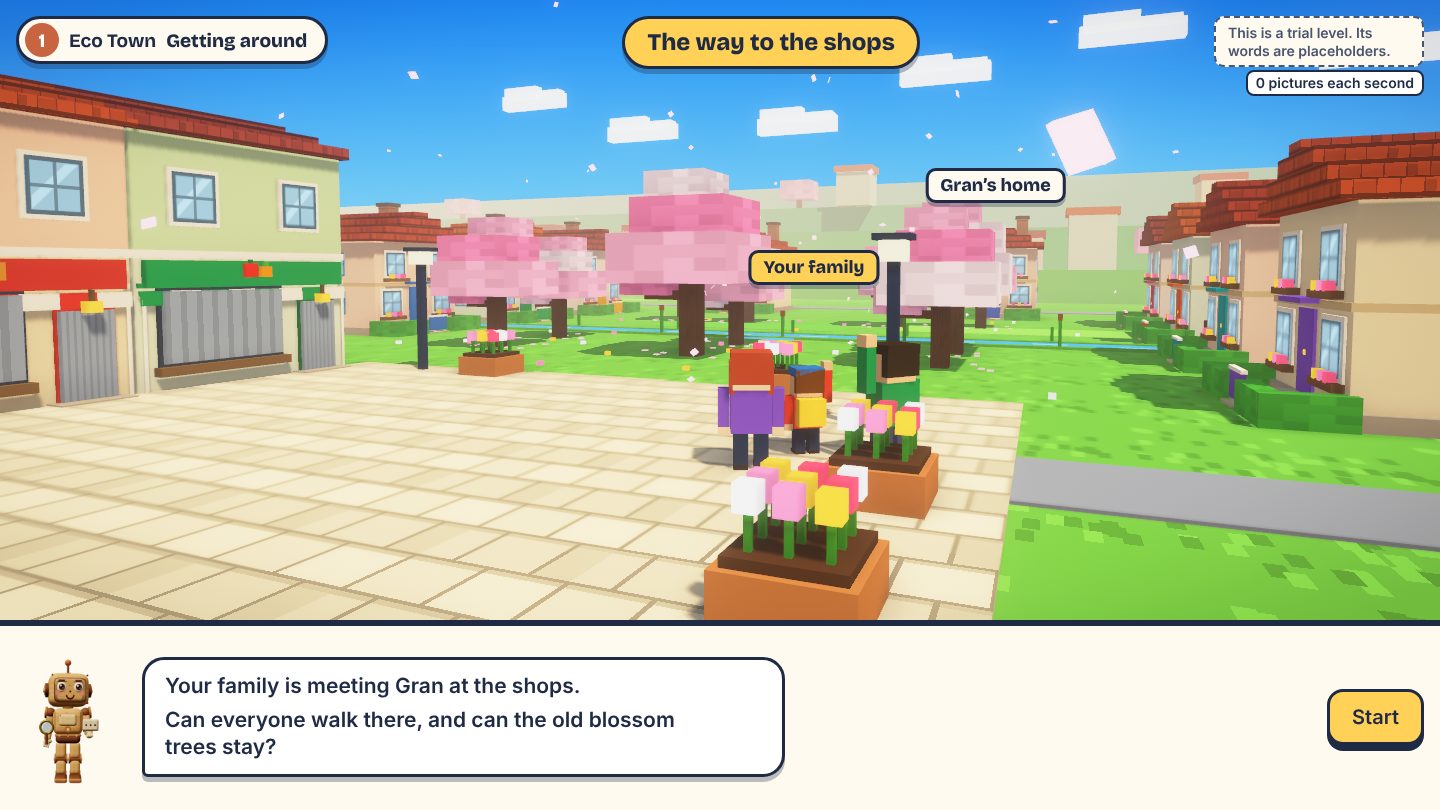 1 Eco Town Getting around
The way to the shops
This is a trial level. Its
words are placeholders.
0 pictures each second
Gran's home
Your family
Your family is meeting Gran at the shops.
Can everyone walk there, and can the old blossom
trees stay?
Start